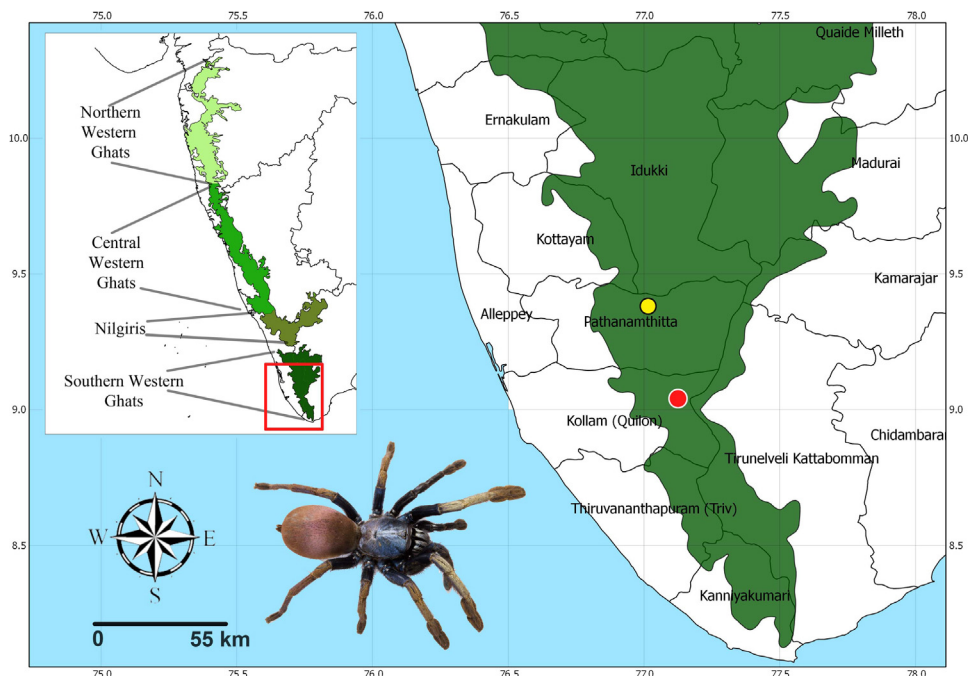 75.0 75.5 76.0 76.5 77.0 77.5 78.0
Northern
Western
Ghats
Central
Western
Ghats
Nilgiris
Southern Western
Ghats
Quaide Milleth
Ernakulam
Madurai
Idukki
Kottayam
Kamarajar
Alleppey
Pathanamthitta
Kollam (Quilon)
Chidambaran
Tirunelveli Kattabomman
Thiruvananthapuram (Triv)
Kanniyakumari
10.0
9.5
9.0
8.5
10.0
9.5
9.0
8.5
N
W E
S
0 55 km
75.0 75.5 76.0 76.5 77.0 77.5 78.0